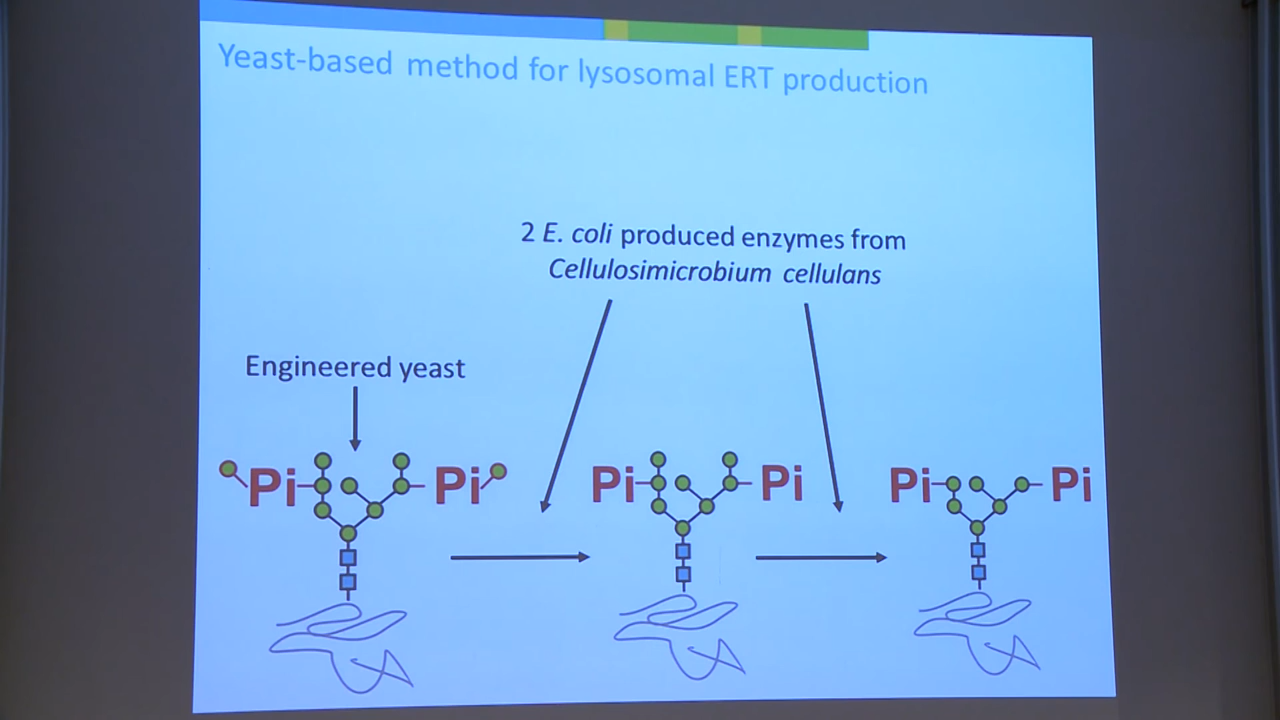 Yeast-based method for lysosomal ERT production
2 E. coli produced enzymes from
Cellulosimicrobium cellulans
Engineered yeast
Pi Pi Pi Pi Pi Pi